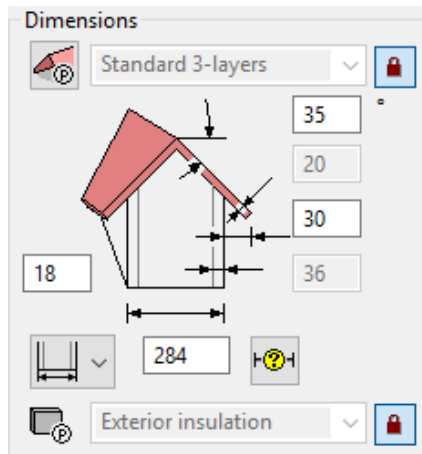 Dimensions
P Standard 3-layers
35 °
20
30
18 36
284 ?
P Exterior insulation